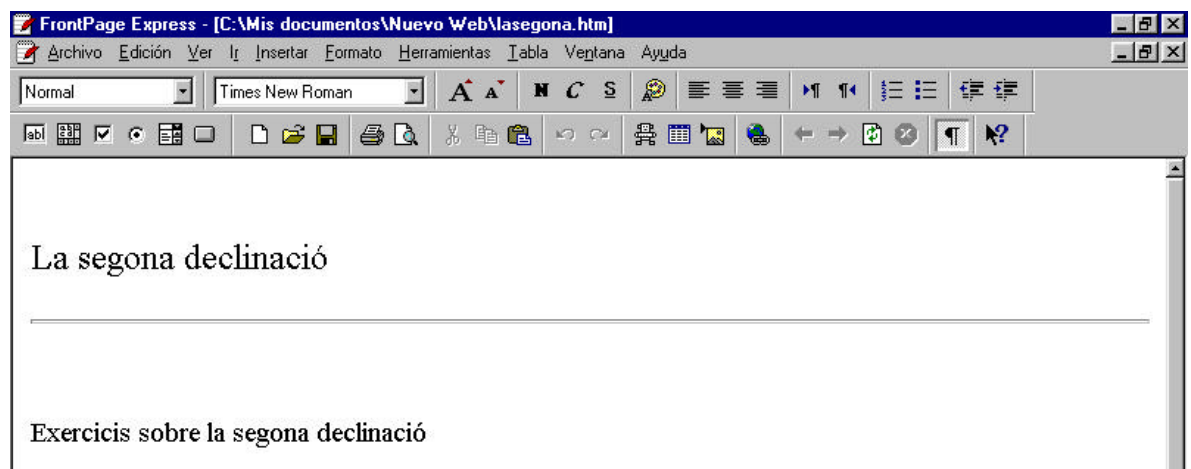 FrontPage Express - [C:\Mis documentos\Nuevo Web\lasegona.htm]
Archivo Edición Ver Ir Insertar Formato Herramientas Tabla Ventana Ayuda
Normal Times New Roman A A N C S
La segona declinació
Exercicis sobre la segona declinació